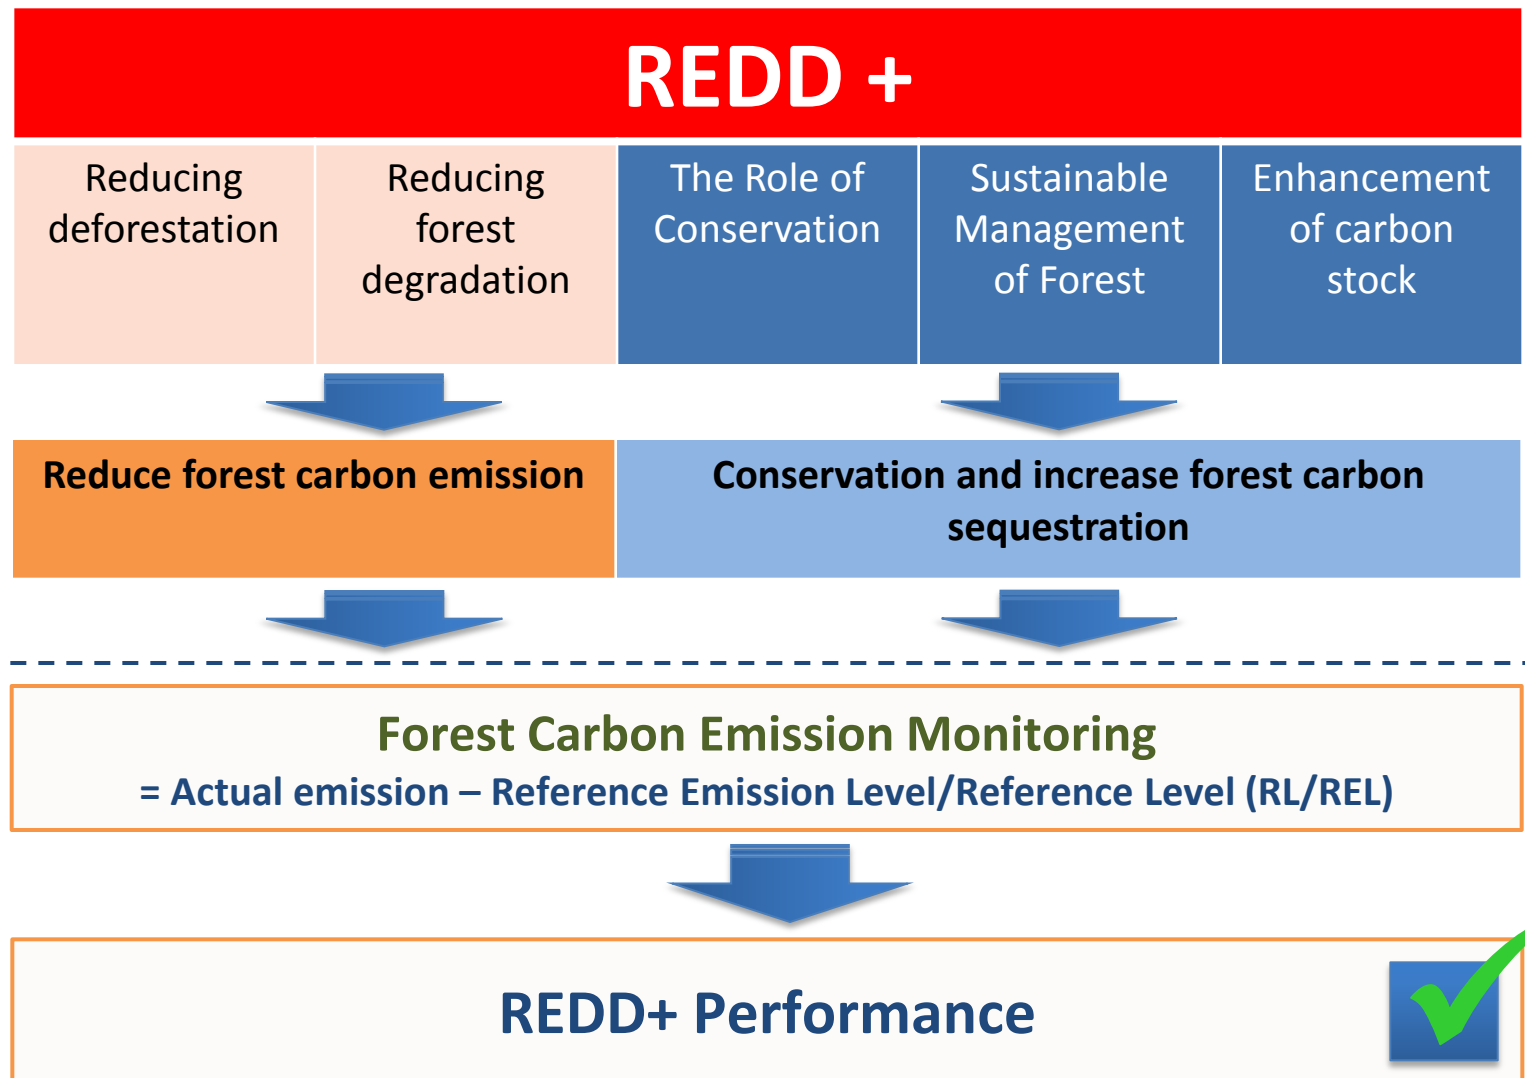 REDD +
Reducing
deforestation
Reducing
forest
degradation
The Role of
Conservation
Sustainable
Management
of Forest
Enhancement
of carbon
stock
Reduce forest carbon emission
Conservation and increase forest carbon
sequestration
Forest Carbon Emission Monitoring
= Actual emission – Reference Emission Level/Reference Level (RL/REL)
REDD+ Performance